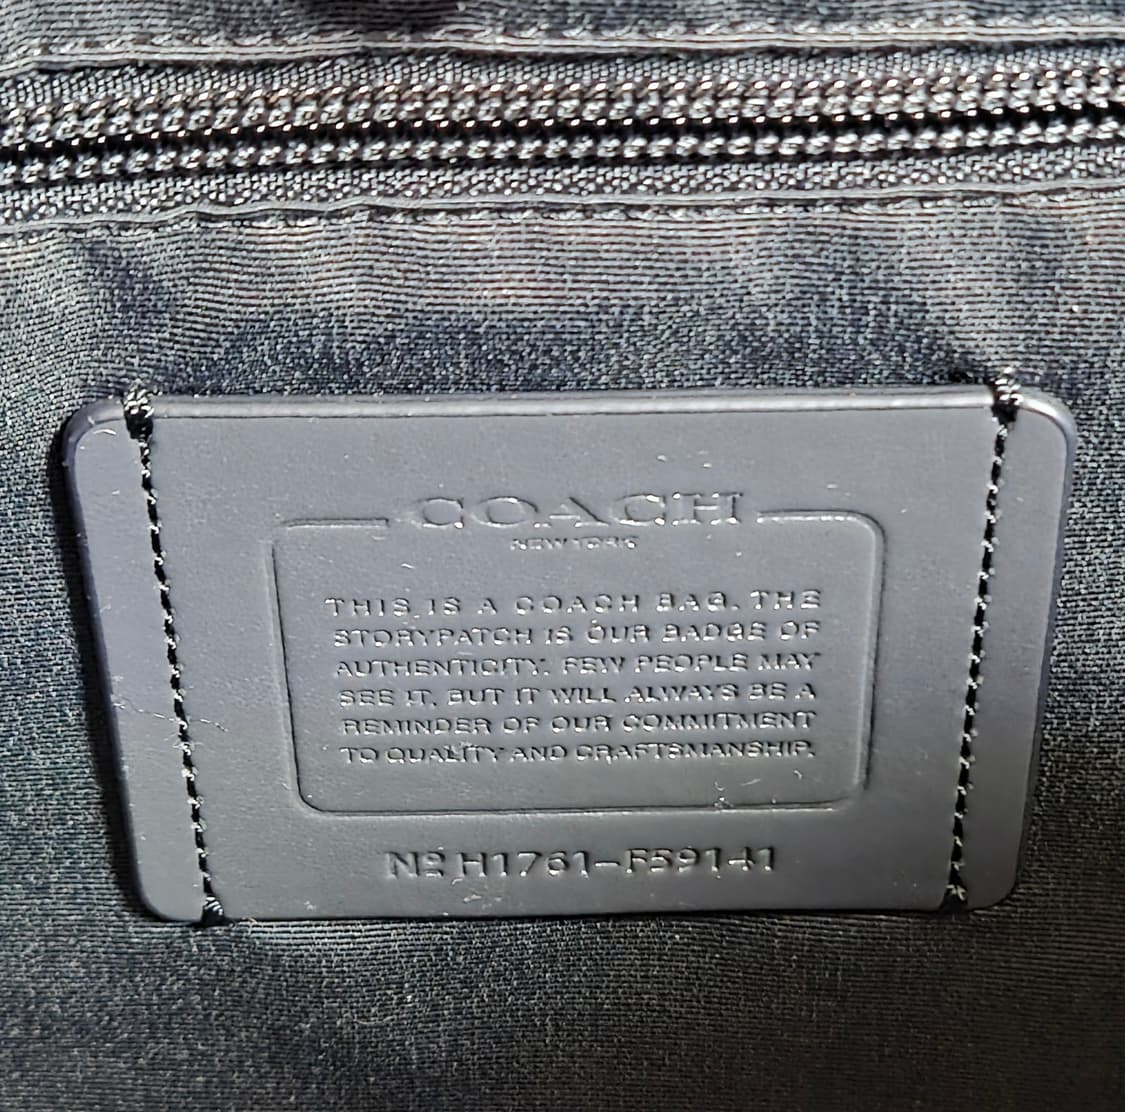 COACH
NEW YORK
THIS IS A COACH BAG. THE
STORYPATCH IS OUR BADGE OF
AUTHENTICITY. FEW PEOPLE MAY
SEE IT, BUT IT WILL ALWAYS BE A
REMINDER OF OUR COMMITMENT
TO QUALITY AND CRAFTSMANSHIP.
Nº H1761-F59141